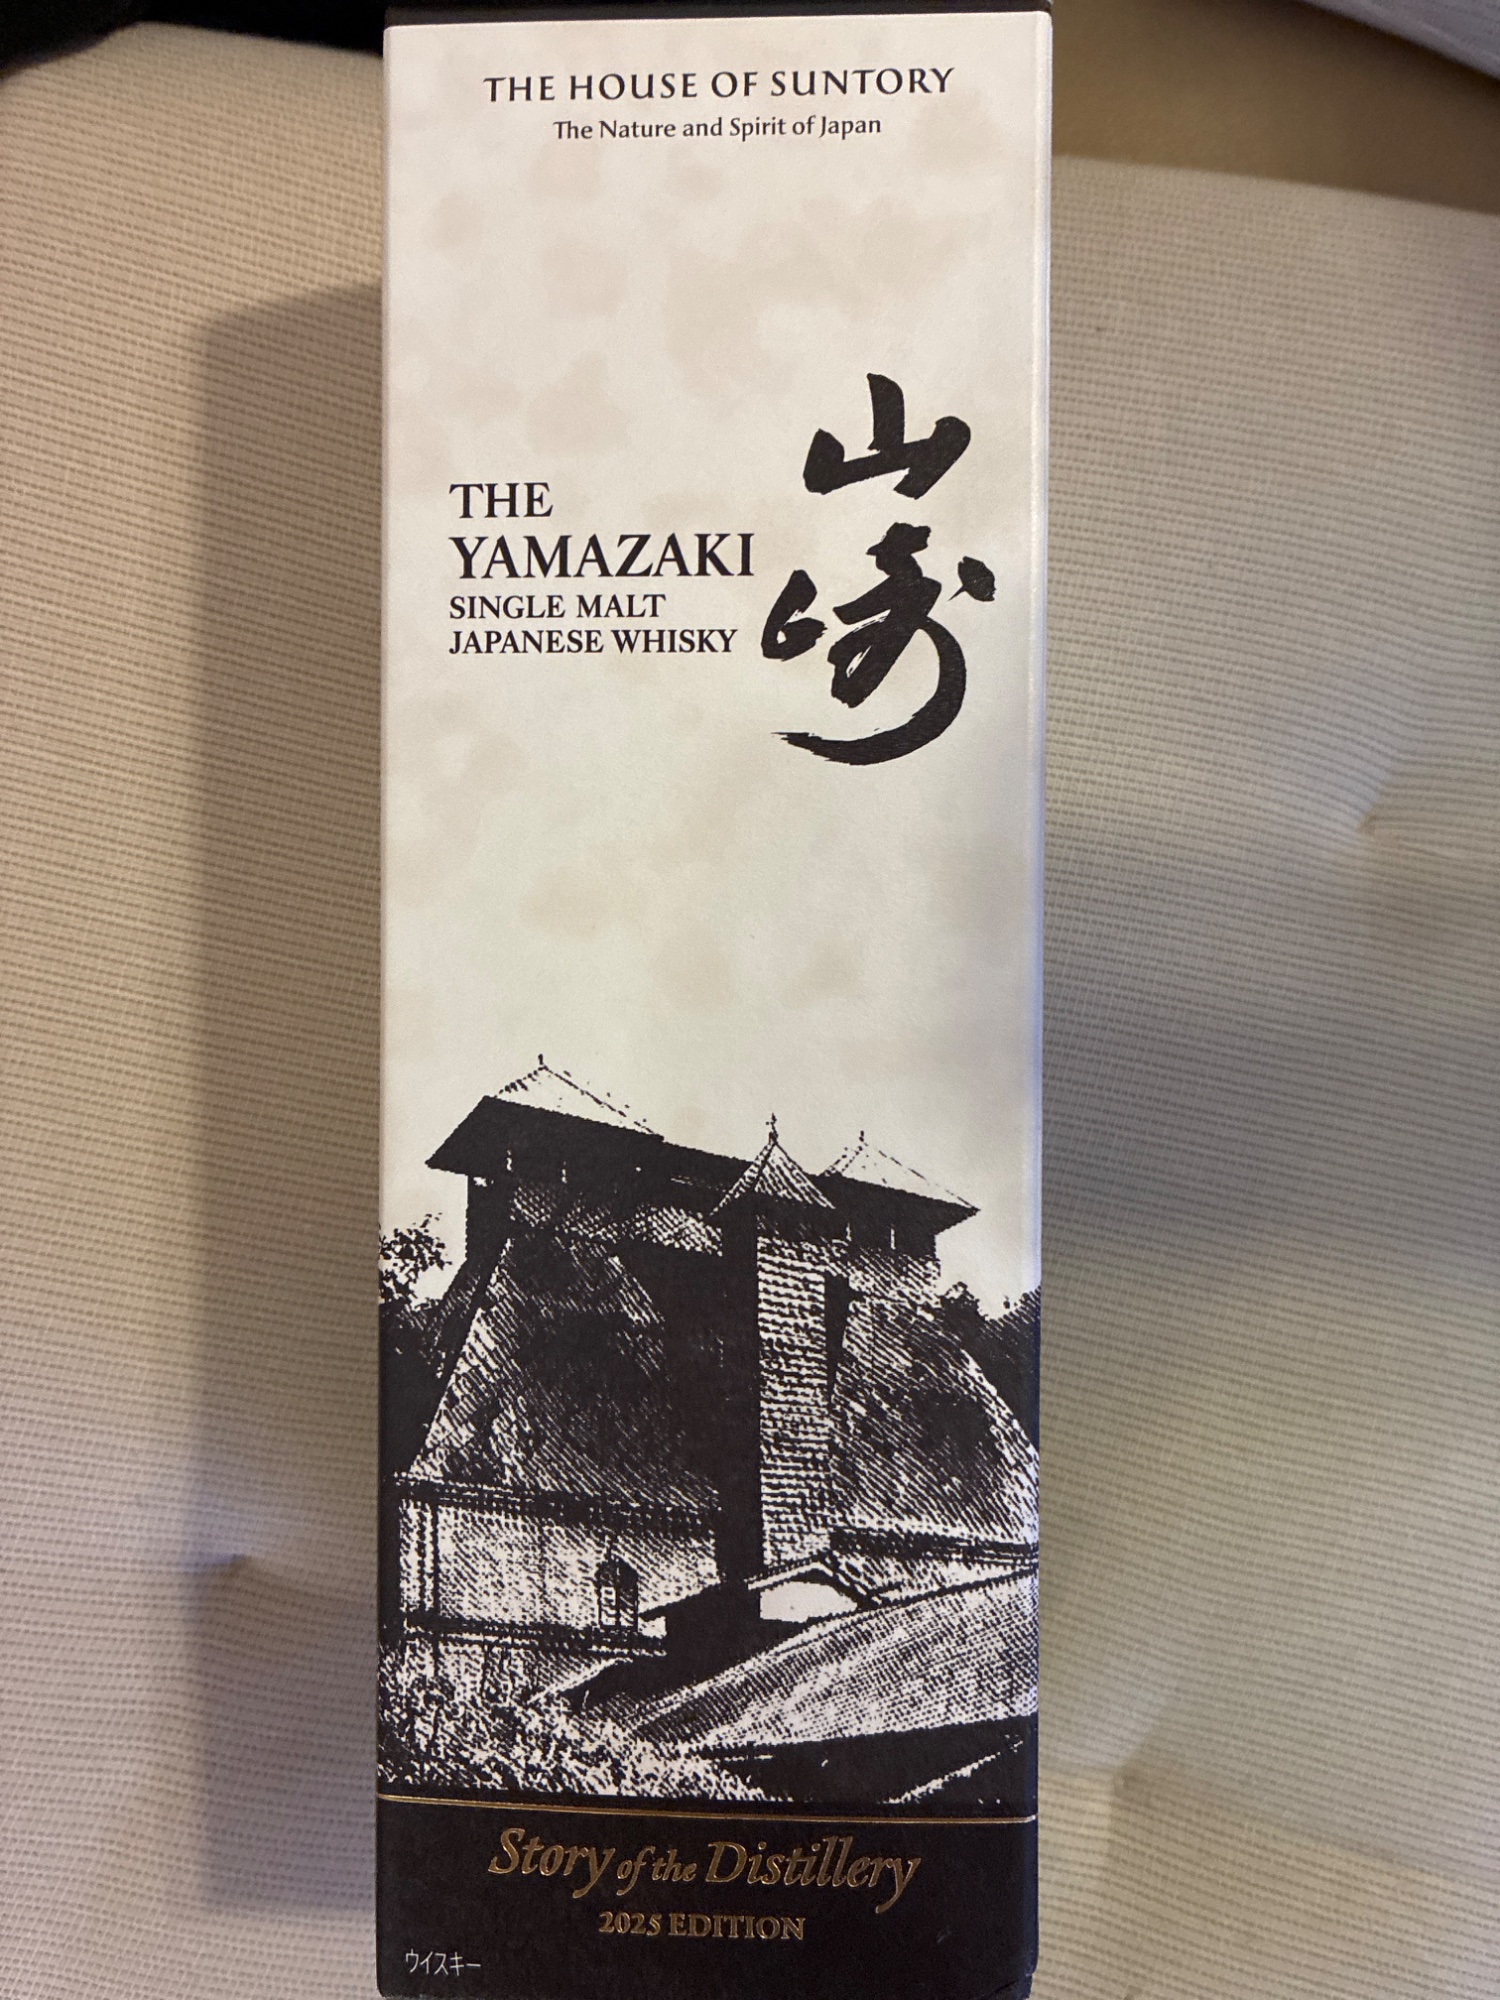 THE HOUSE OF SUNTORY
The Nature and Spirit of Japan
山崎
THE
YAMAZAKI
SINGLE MALT
JAPANESE WHISKY
Story of the Distillery
2025 EDITION
ウイスキー